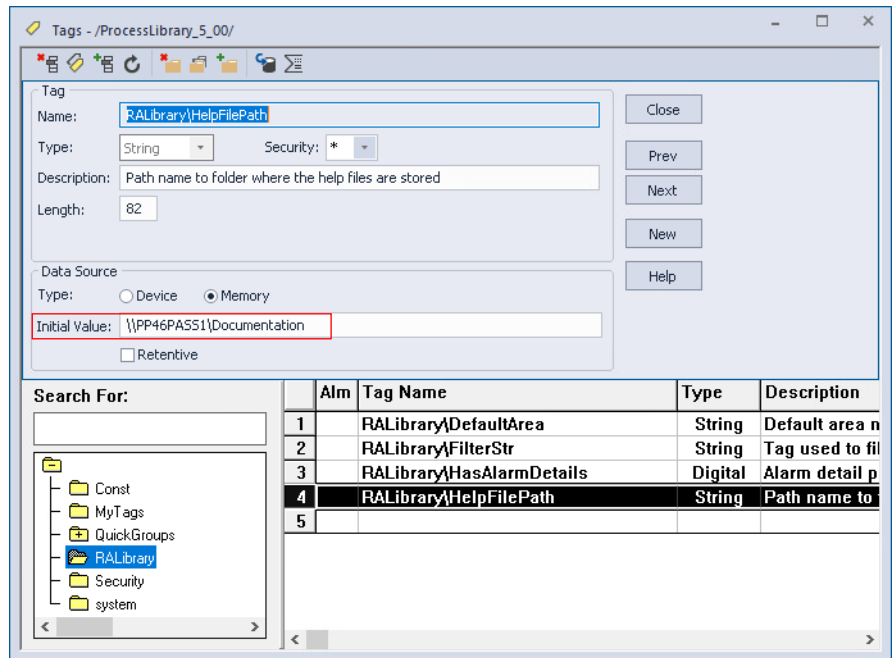 Tags - /ProcessLibrary_5_00/
Tag
Name: RALibrary\HelpFilePath
Close
Type: String Security: *
Prev
Description: Path name to folder where the help files are stored
Next
Length: 82
New
Data Source
Help
Type: Device Memory
Initial Value: \\PP46PASS1\Documentation
Retentive
Search For:
Alm Tag Name Type Description
1 RALibrary\DefaultArea String Default area n
2 RALibrary\FilterStr String Tag used to fil
3 RALibrary\HasAlarmDetails Digital Alarm detail p
4 RALibrary\HelpFilePath String Path name to
5
Const
MyTags
QuickGroups
RALibrary
Security
system